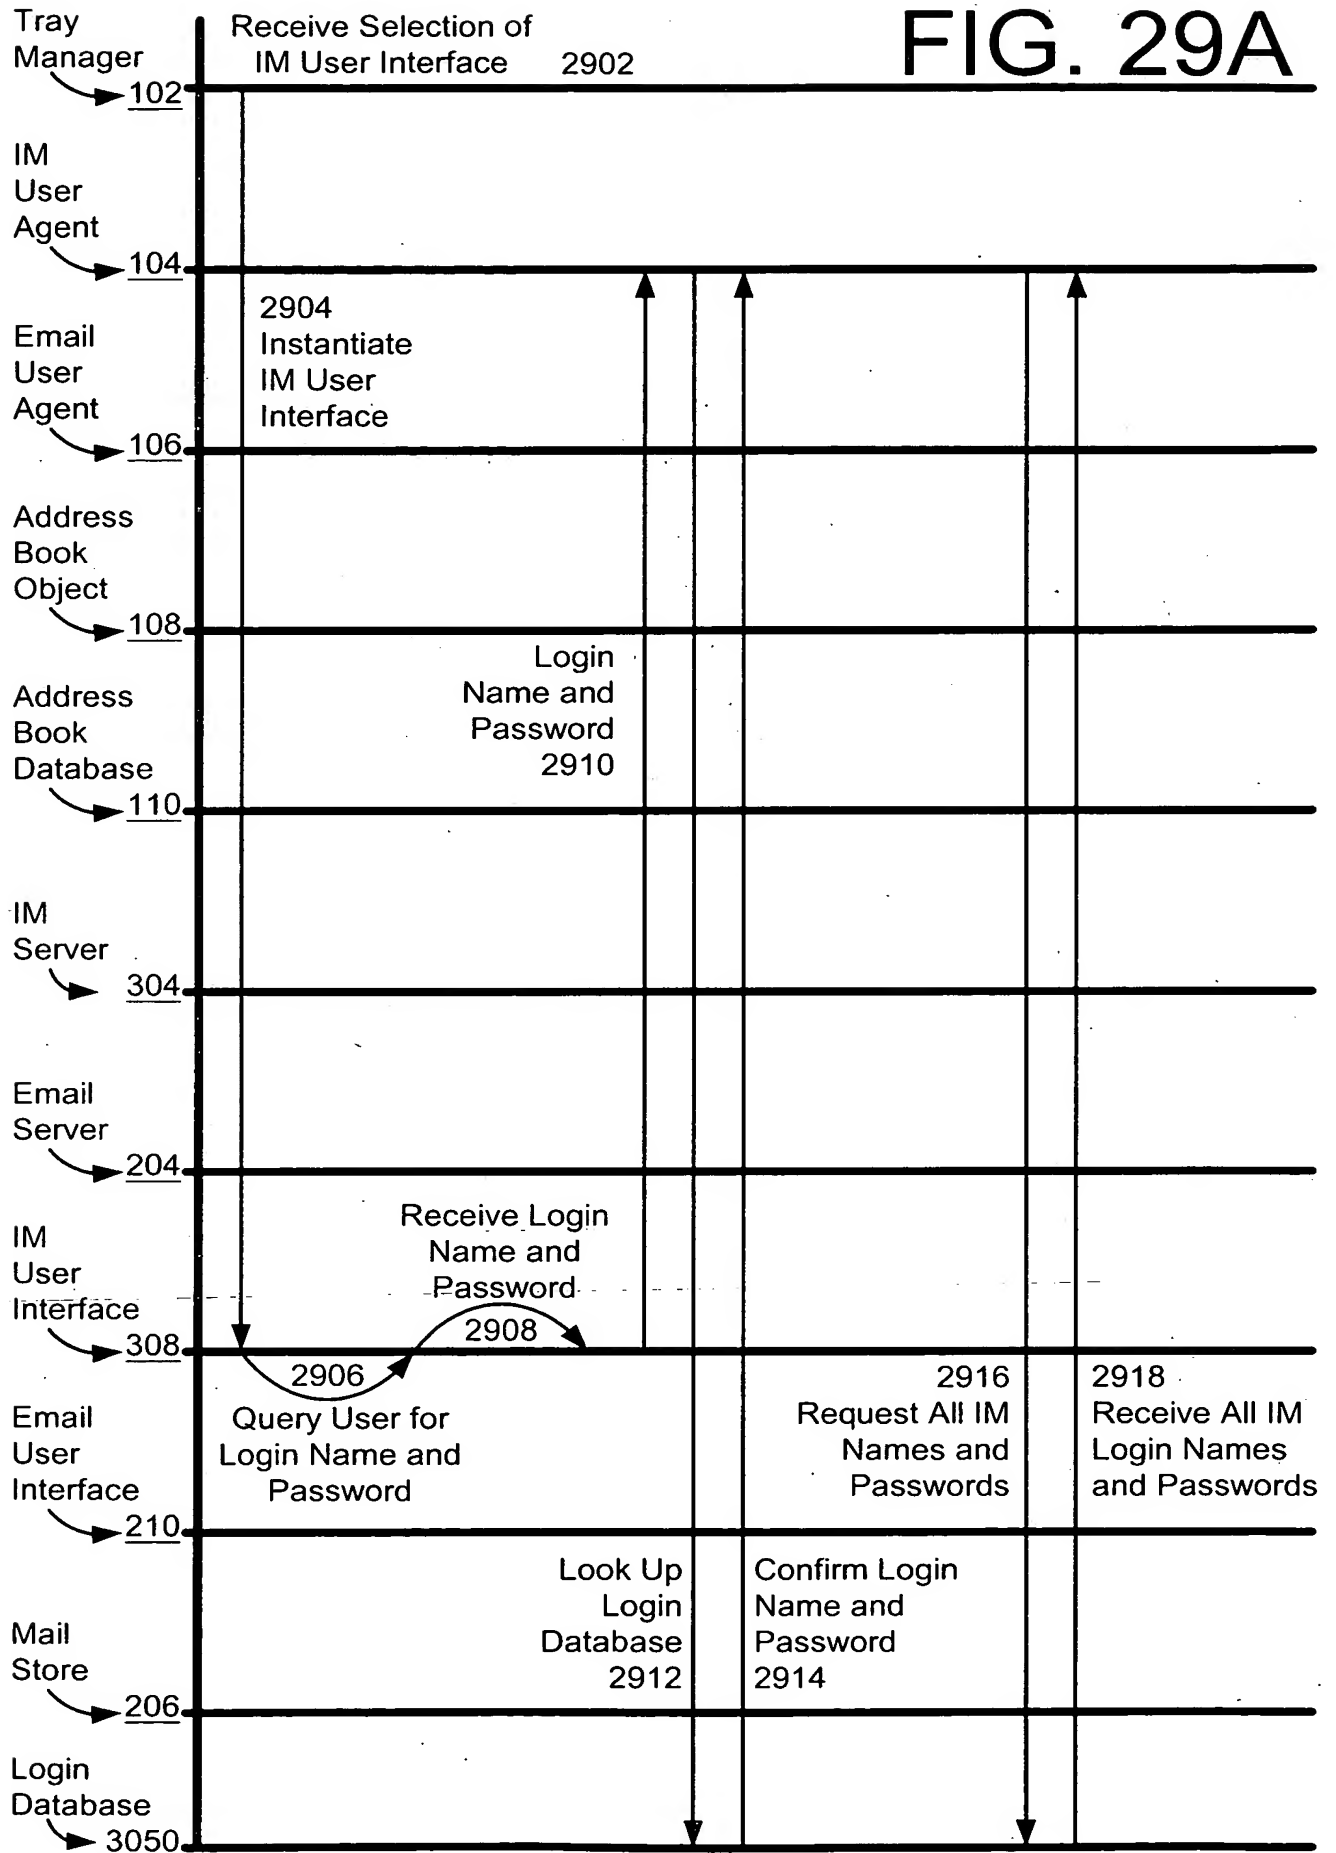 FIG. 29A
Tray
Manager
102
Receive Selection of
IM User Interface 2902
IM
User
Agent
104
2904
Instantiate
IM User
Interface
Email
User
Agent
106
Address
Book
Object
108
Login
Name and
Password
2910
Address
Book
Database
110
IM
Server
304
Email
Server
204
Receive Login
Name and
Password
2908
IM
User
Interface
308
2906
Query User for
Login Name and
Password
2916
Request All IM
Names and
Passwords
2918
Receive All IM
Login Names
and Passwords
Email
User
Interface
210
Look Up
Login
Database
2912
Confirm Login
Name and
Password
2914
Mail
Store
206
Login
Database
3050